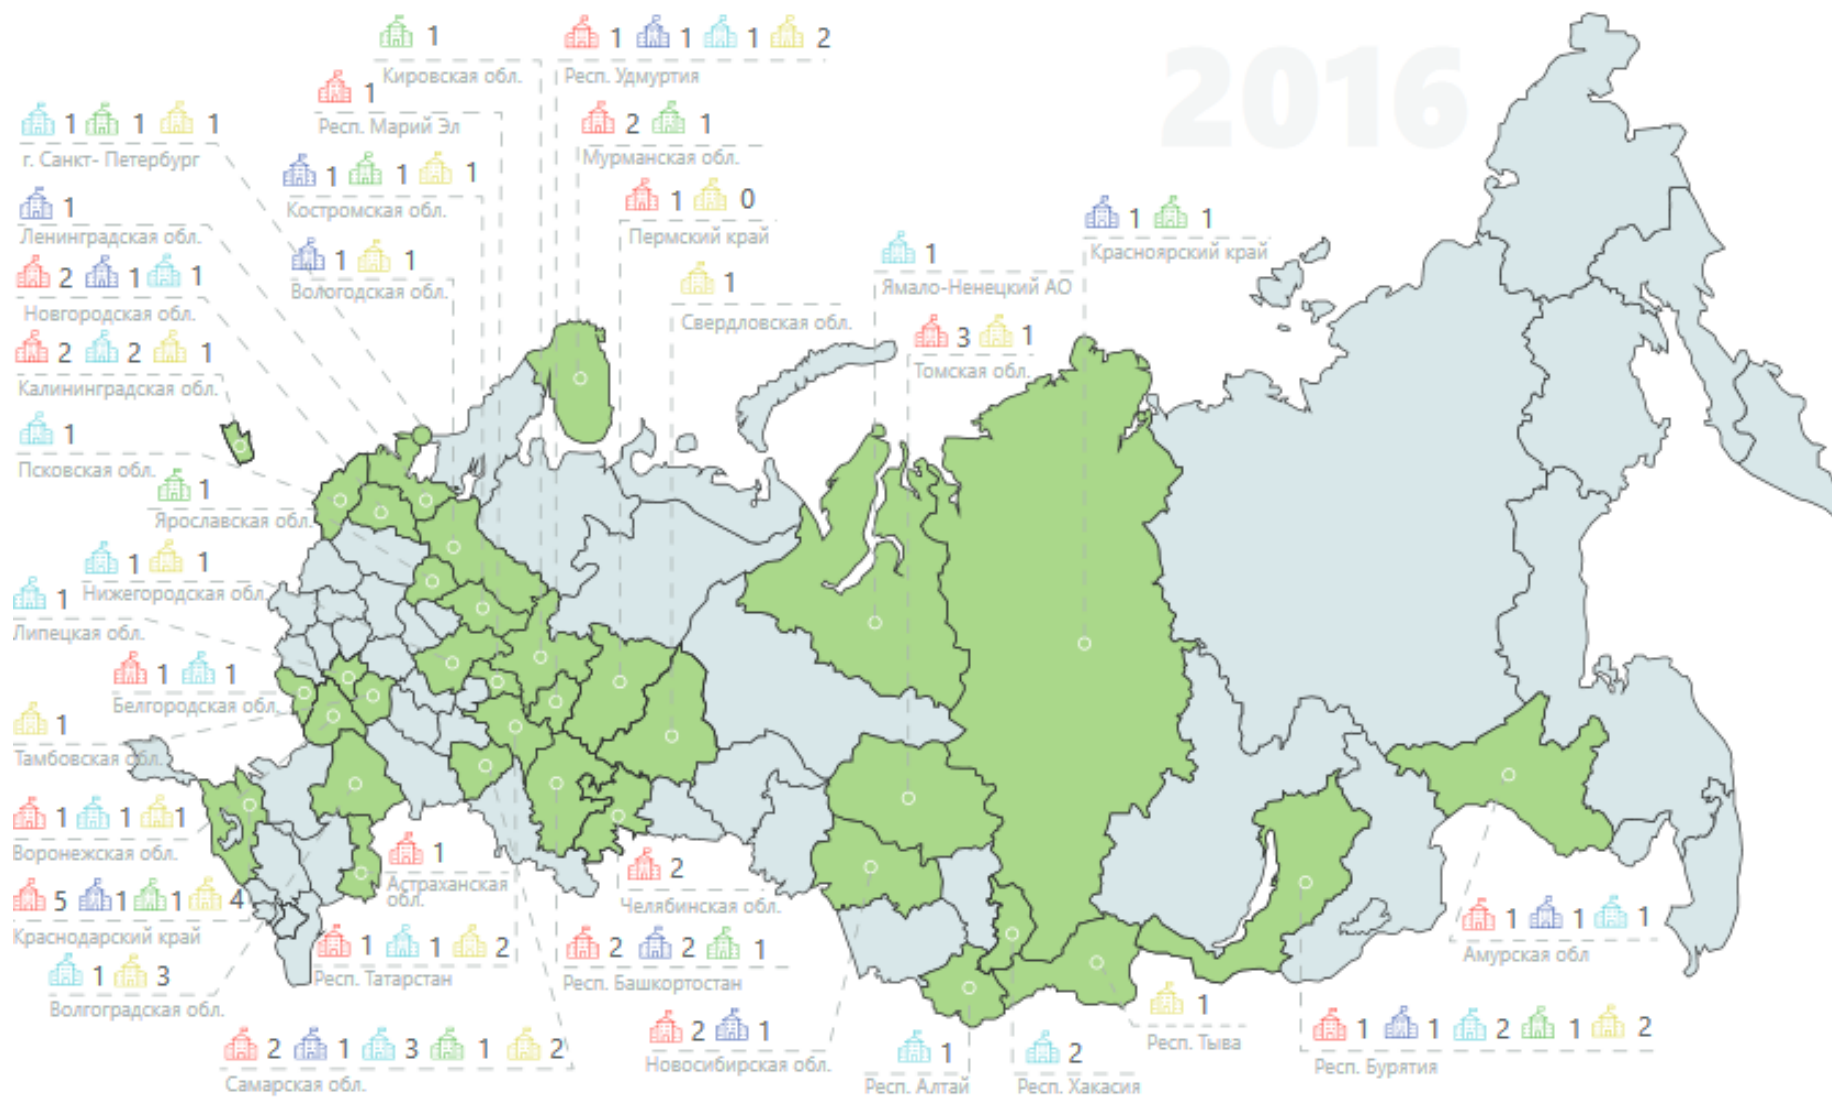 2016
1
Кировская обл.
1 1 1 2
Респ. Удмуртия
1
Респ. Марий Эл
2 1
Мурманская обл.
1 1 1
г. Санкт- Петербург
1 1 1
Костромская обл.
1 0
Пермский край
1
Ленинградская обл.
1 1
Вологодская обл.
1
Свердловская обл.
1
Ямало-Ненецкий АО
1 1
Красноярский край
2 1 1
Новгородская обл.
3 1
Томская обл.
2 2 1
Калининградская обл.
1
Псковская обл.
1
Ярославская обл.
1 1
Нижегородская обл.
1
Липецкая обл.
1 1
Белгородская обл.
1
Тамбовская обл.
1 1 1
Воронежская обл.
5 1 1 4
Краснодарский край
1
Астраханская
обл.
2
Челябинская обл.
1 3
Волгоградская обл.
1 1 2
Респ. Татарстан
2 2 1
Респ. Башкортостан
1 1 1
Амурская обл
2 1 3 1 2
Самарская обл.
2 1
Новосибирская обл.
1
Респ. Алтай
2
Респ. Хакасия
1
Респ. Тыва
1 1 2 1 2
Респ. Бурятия